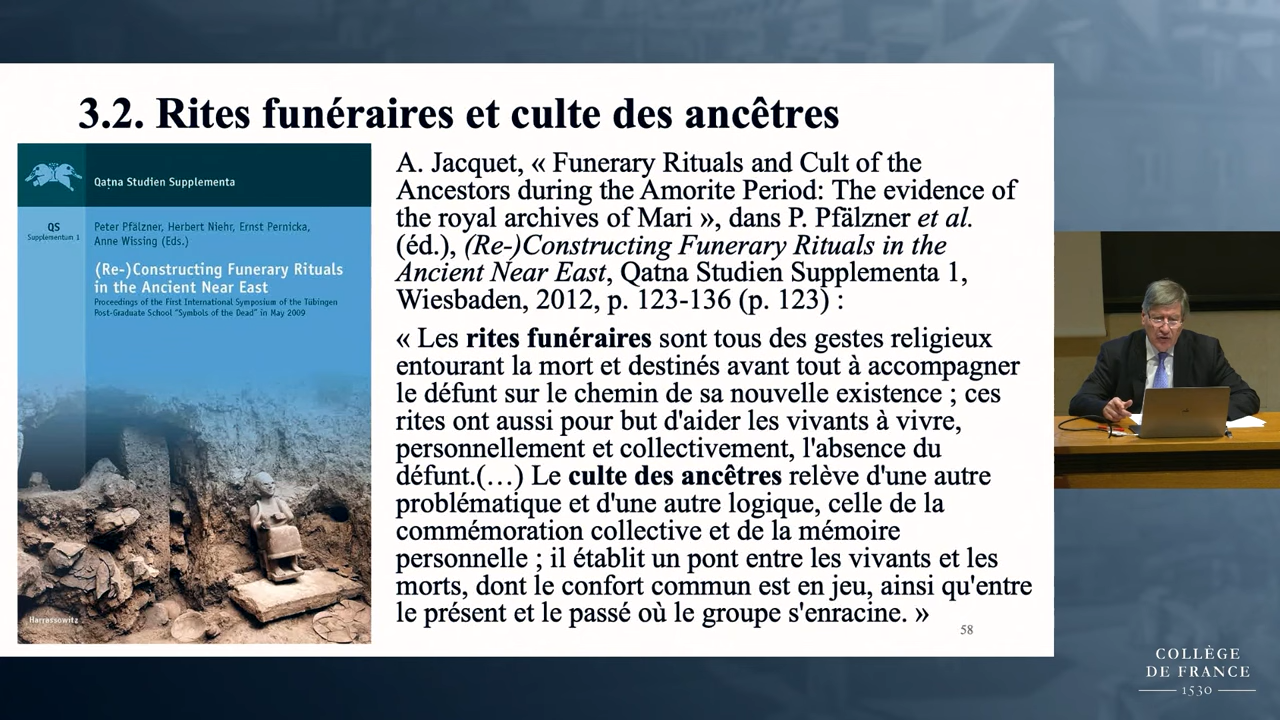 3.2. Rites funéraires et culte des ancêtres
Qaṭna Studien Supplementa
QS
Supplementum 1
Peter Pfälzner, Herbert Niehr, Ernst Pernicka,
Anne Wissing (Eds.)
(Re-)Constructing Funerary Rituals
in the Ancient Near East
Proceedings of the First International Symposium of the Tübingen
Post-Graduate School "Symbols of the Dead" in May 2009
Harrassowitz
A. Jacquet, « Funerary Rituals and Cult of the
Ancestors during the Amorite Period: The evidence of
the royal archives of Mari », dans P. Pfälzner et al.
(éd.), (Re-)Constructing Funerary Rituals in the
Ancient Near East, Qatna Studien Supplementa 1,
Wiesbaden, 2012, p. 123-136 (p. 123) :
« Les rites funéraires sont tous des gestes religieux
entourant la mort et destinés avant tout à accompagner
le défunt sur le chemin de sa nouvelle existence ; ces
rites ont aussi pour but d'aider les vivants à vivre,
personnellement et collectivement, l'absence du
défunt.(…) Le culte des ancêtres relève d'une autre
problématique et d'une autre logique, celle de la
commémoration collective et de la mémoire
personnelle ; il établit un pont entre les vivants et les
morts, dont le confort commun est en jeu, ainsi qu'entre
le présent et le passé où le groupe s'enracine. »
58
COLLÈGE
DE FRANCE
1530